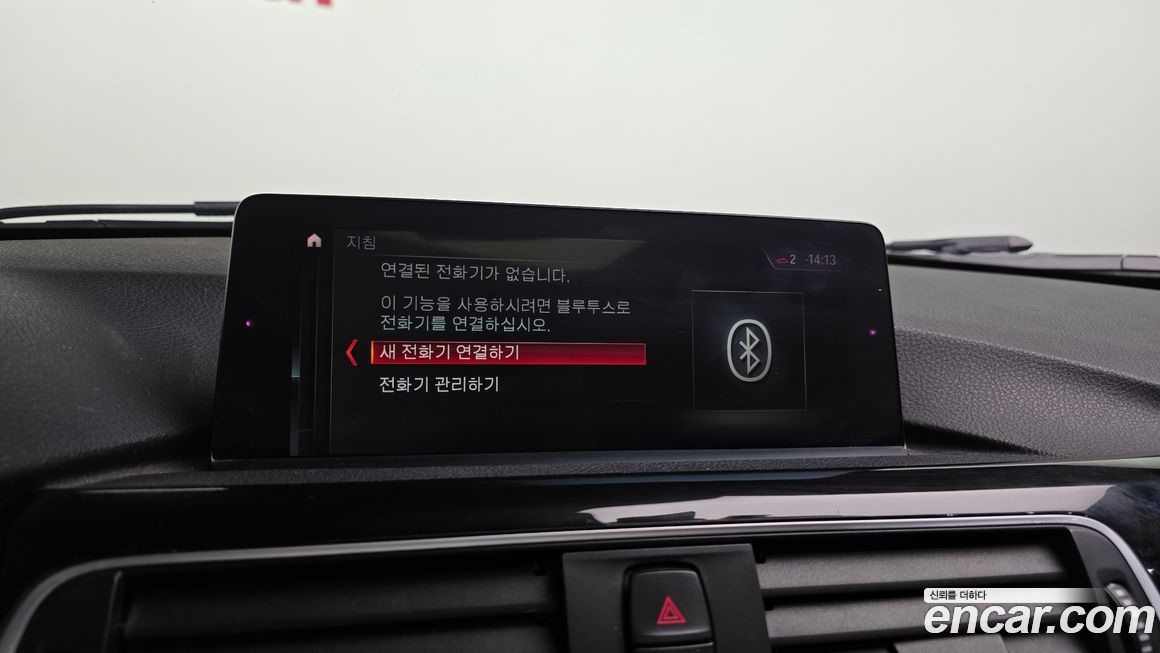 지침
2 14:13
연결된 전화기가 없습니다.
이 기능을 사용하시려면 블루투스로
전화기를 연결하십시오.
새 전화기 연결하기
전화기 관리하기
신뢰를 더하다
encar.com